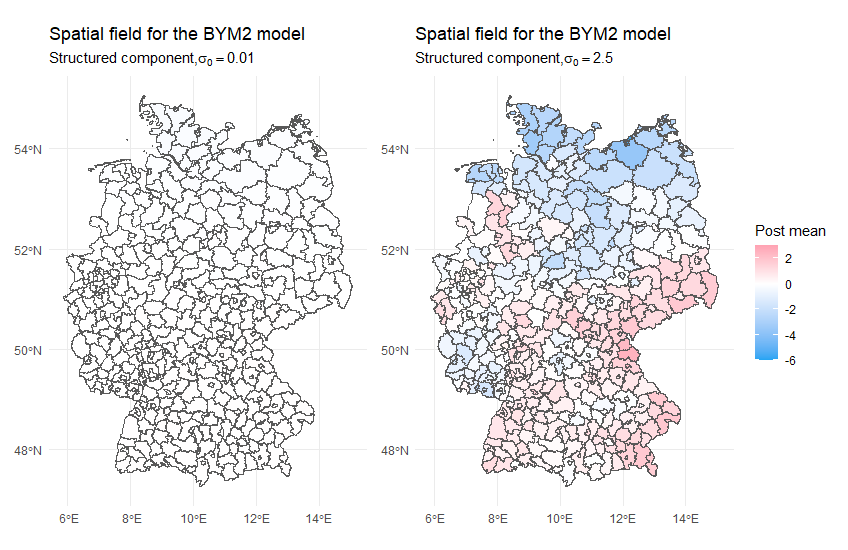 Spatial field for the BYM2 model
Structured component,σ₀ = 0.01
54°N
52°N
50°N
48°N
6°E 8°E 10°E 12°E 14°E
Spatial field for the BYM2 model
Structured component,σ₀ = 2.5
54°N
52°N
50°N
48°N
6°E 8°E 10°E 12°E 14°E
Post mean
2
0
-2
-4
-6